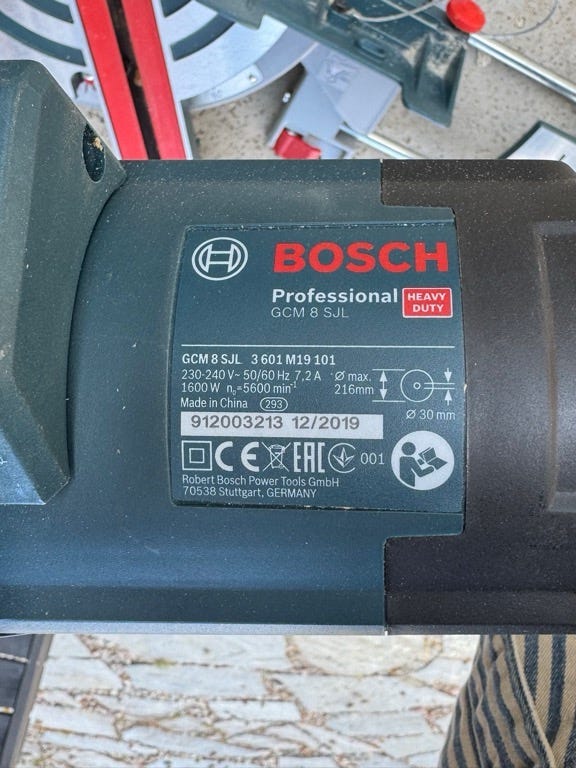 BOSCH
Professional HEAVY DUTY
GCM 8 SJL
GCM 8 SJL 3 601 M19 101
230-240 V~ 50/60 Hz 7,2 A Ø max.
1600 W n₀=5600 min⁻¹ 216mm
Made in China 293
Ø 30 mm
912003213 12/2019
CE EAC 001
Robert Bosch Power Tools GmbH
70538 Stuttgart, GERMANY